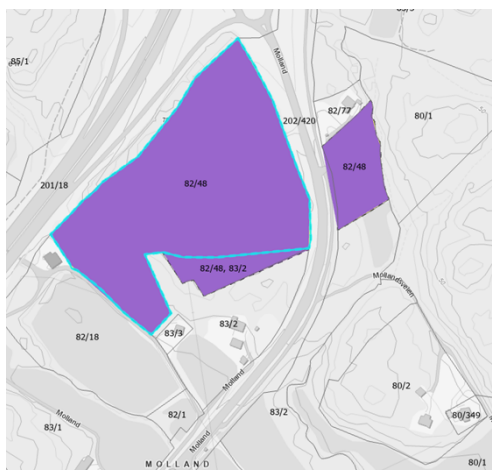 85/1
Molland
82/77
80/1
202/420
82/48
82/48
201/18
82/48, 83/2
Mollandsveien
83/2
83/3
82/18
Molland
80/2
82/1
83/2
80/349
Molland
83/1
Molland
MOLLAND
80/1